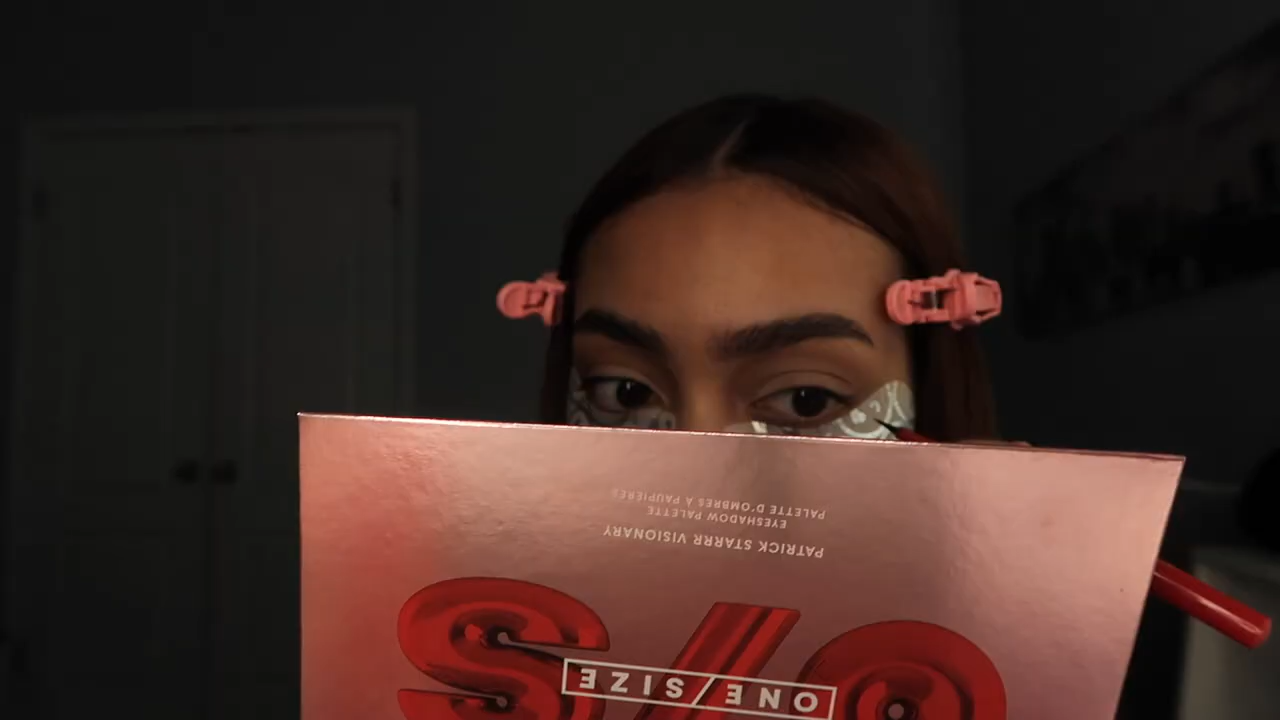 PATRICK STARRR VISIONARY
EYESHADOW PALETTE
PALETTE D'OMBRES À PAUPIÈRES
O/S
ONE/SIZE